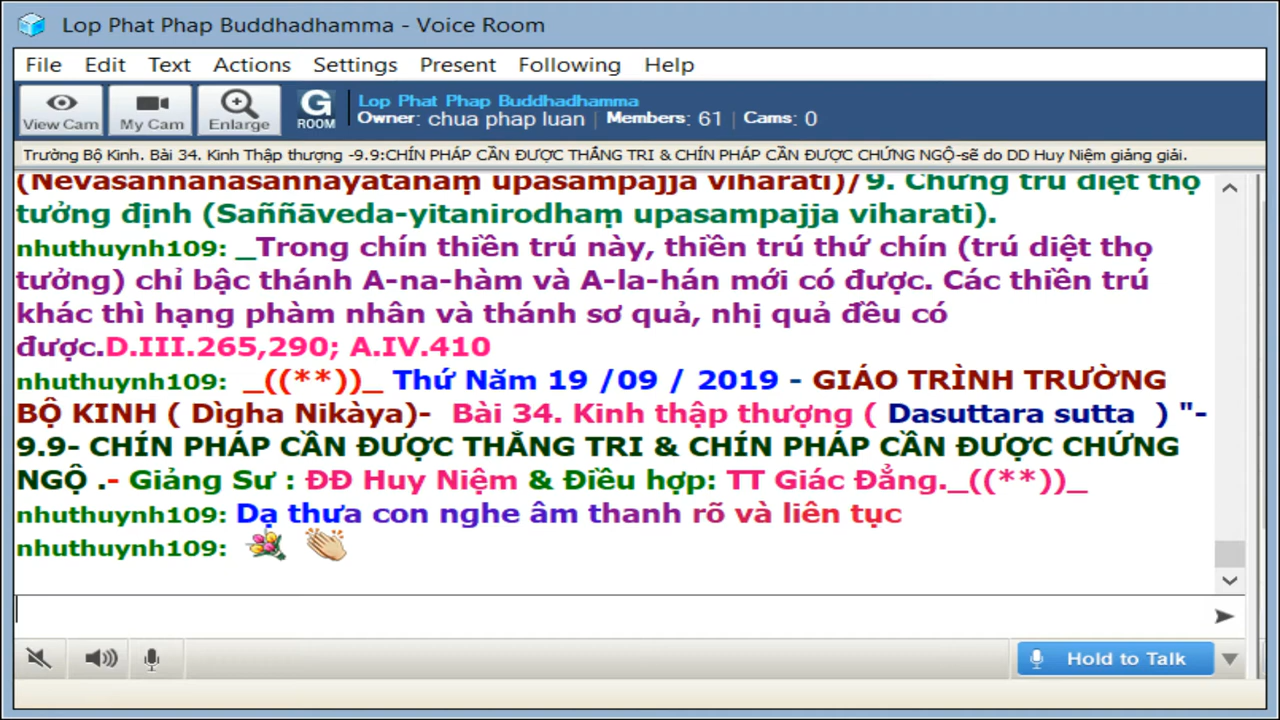 Lop Phat Phap Buddhadhamma - Voice Room
File Edit Text Actions Settings Present Following Help
View Cam My Cam Enlarge G ROOM
Lop Phat Phap Buddhadhamma
Owner: chua phap luan | Members: 61 | Cams: 0
Trường Bộ Kinh. Bài 34. Kinh Thập thượng -9.9:CHÍN PHÁP CẦN ĐƯỢC THẮNG TRI & CHÍN PHÁP CẦN ĐƯỢC CHỨNG NGỘ-sẽ do DD Huy Niệm giảng giải.
(Nevasannanasannayatanaṃ upasampajja viharati)/9. Chứng trú diệt thọ
tưởng định (Saññāveda-yitanirodhaṃ upasampajja viharati).
nhuthuynh109: _Trong chín thiền trú này, thiền trú thứ chín (trú diệt thọ
tưởng) chỉ bậc thánh A-na-hàm và A-la-hán mới có được. Các thiền trú
khác thì hạng phàm nhân và thánh sơ quả, nhị quả đều có
được.D.III.265,290; A.IV.410
nhuthuynh109: _((**))_ Thứ Năm 19 /09 / 2019 - GIÁO TRÌNH TRƯỜNG
BỘ KINH ( Dìgha Nikàya)- Bài 34. Kinh thập thượng ( Dasuttara sutta ) "-
9.9- CHÍN PHÁP CẦN ĐƯỢC THẮNG TRI & CHÍN PHÁP CẦN ĐƯỢC CHỨNG
NGỘ .- Giảng Sư : ĐĐ Huy Niệm & Điều hợp: TT Giác Đẳng._((**))_
nhuthuynh109: Dạ thưa con nghe âm thanh rõ và liên tục
nhuthuynh109:
Hold to Talk